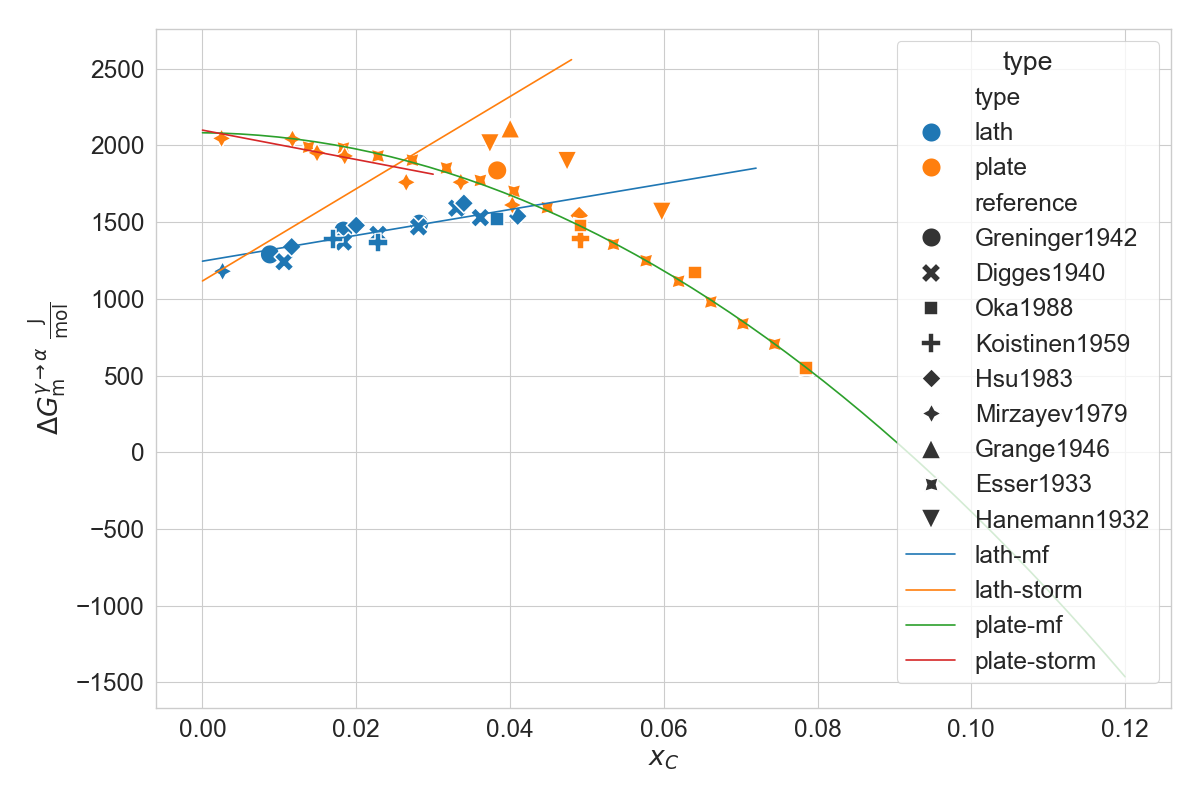 2500
2000
1500
1000
500
0
−500
−1000
−1500
ΔG_m^{γ→α} J/mol
0.00 0.02 0.04 0.06 0.08 0.10 0.12
x_C
type
type
lath
plate
reference
Greninger1942
Digges1940
Oka1988
Koistinen1959
Hsu1983
Mirzayev1979
Grange1946
Esser1933
Hanemann1932
lath-mf
lath-storm
plate-mf
plate-storm